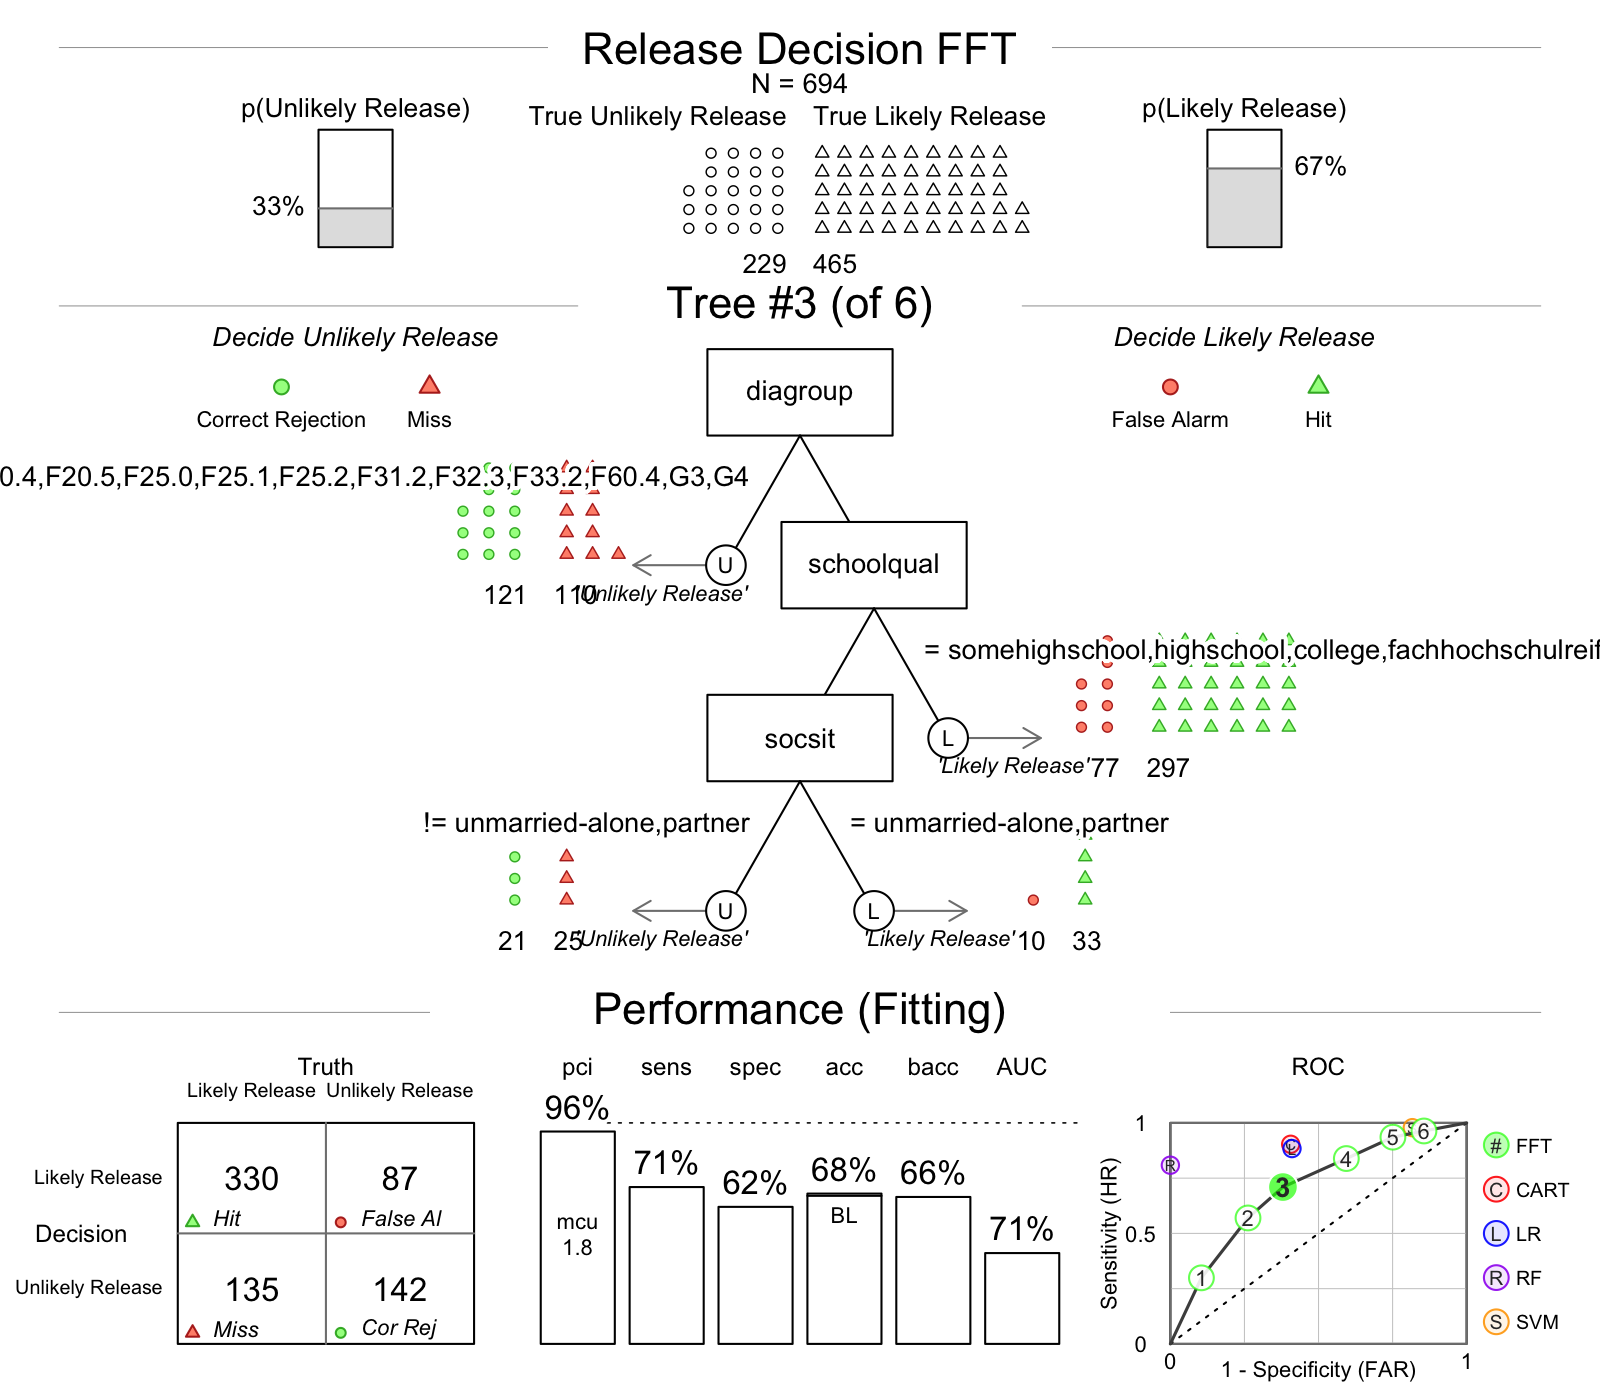 Release Decision FFT
N = 694
p(Unlikely Release)
True Unlikely Release
True Likely Release
p(Likely Release)
33%
67%
229
465
Tree #3 (of 6)
Decide Unlikely Release
Decide Likely Release
Correct Rejection
Miss
False Alarm
Hit
diagroup
0.4,F20.5,F25.0,F25.1,F25.2,F31.2,F32.3,F33.2,F60.4,G3,G4
U
121
110
'Unlikely Release'
schoolqual
= somehighschool,highschool,college,fachhochschulreif
L
'Likely Release'
77
297
socsit
!= unmarried-alone,partner
= unmarried-alone,partner
U
L
21
25
'Unlikely Release'
'Likely Release'
10
33
Performance (Fitting)
Truth
Likely Release
Unlikely Release
Decision
Likely Release
330
Hit
87
False Al
Unlikely Release
135
Miss
142
Cor Rej
pci
sens
spec
acc
bacc
AUC
96%
71%
62%
68%
66%
71%
mcu
1.8
BL
ROC
Sensitivity (HR)
1
0.5
0
0
1
1 - Specificity (FAR)
R
L
S
1
2
3
4
5
6
# FFT
C CART
L LR
R RF
S SVM